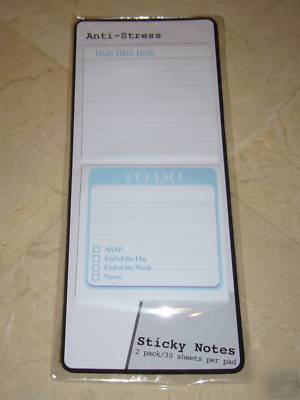 Anti-Stress
Blah Blah Blah
TO DO
ASAP
End of the Day
End of the Week
Never
Sticky Notes
2 pack/30 sheets per pad